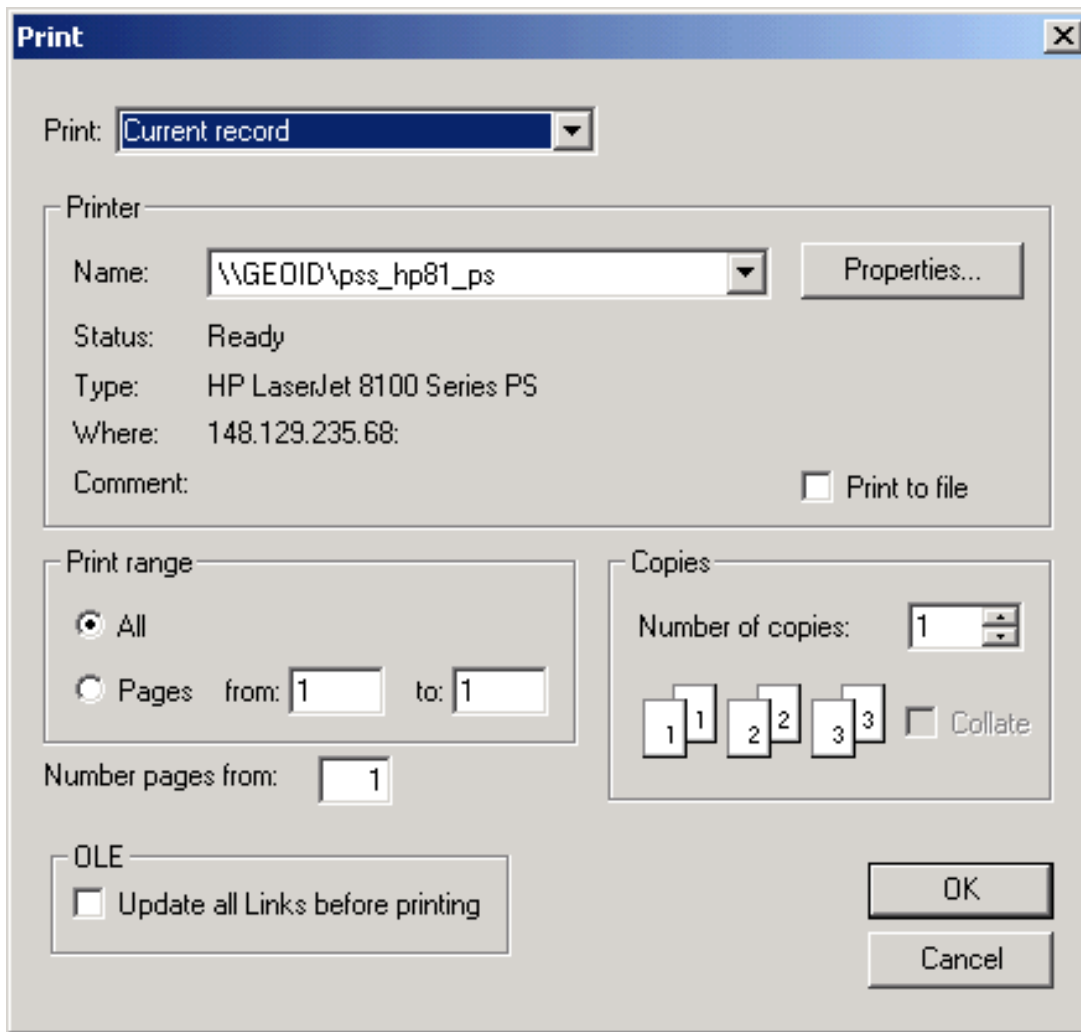 Print
Print: Current record
Printer
Name: \\GEOID\pss_hp81_ps Properties...
Status: Ready
Type: HP LaserJet 8100 Series PS
Where: 148.129.235.68:
Comment: Print to file
Print range
All
Pages from: 1 to: 1
Number pages from: 1
Copies
Number of copies: 1
1 1 2 2 3 3 Collate
OLE
Update all Links before printing
OK
Cancel